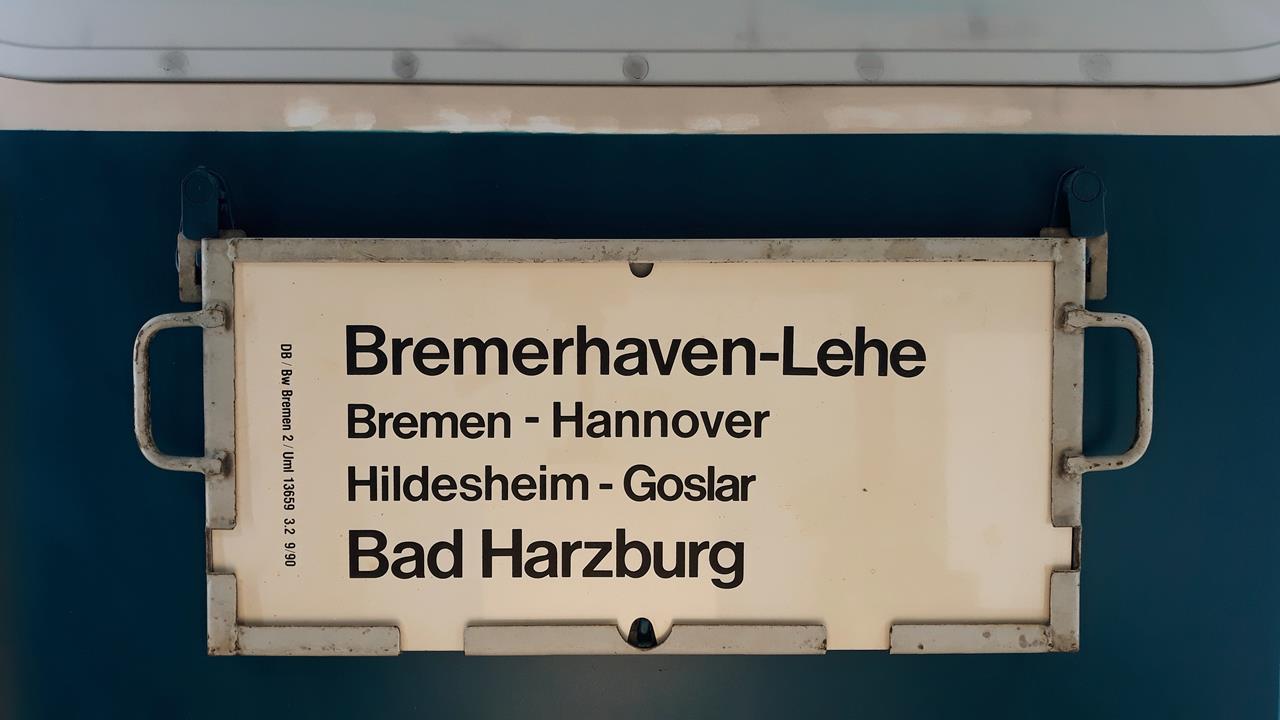 Bremerhaven-Lehe
Bremen - Hannover
Hildesheim - Goslar
Bad Harzburg
DB / Bw Bremen 2 / Uml 13659 3.2 9/90